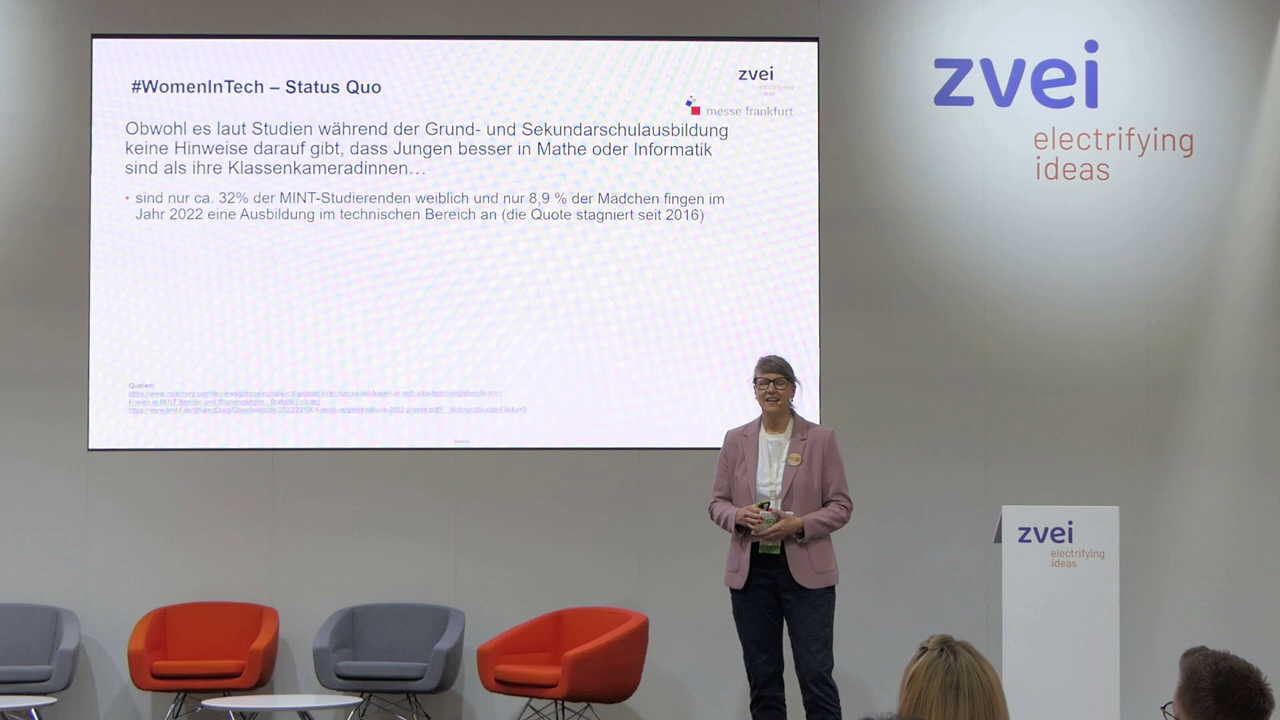 #WomenInTech – Status Quo
zvei
electrifying
ideas
messe frankfurt
Obwohl es laut Studien während der Grund- und Sekundarschulausbildung
keine Hinweise darauf gibt, dass Jungen besser in Mathe oder Informatik
sind als ihre Klassenkameradinnen…
• sind nur ca. 32% der MINT-Studierenden weiblich und nur 8,9 % der Mädchen fingen im
Jahr 2022 eine Ausbildung im technischen Bereich an (die Quote stagniert seit 2016)
Quellen:
zvei
electrifying
ideas
zvei
electrifying
ideas